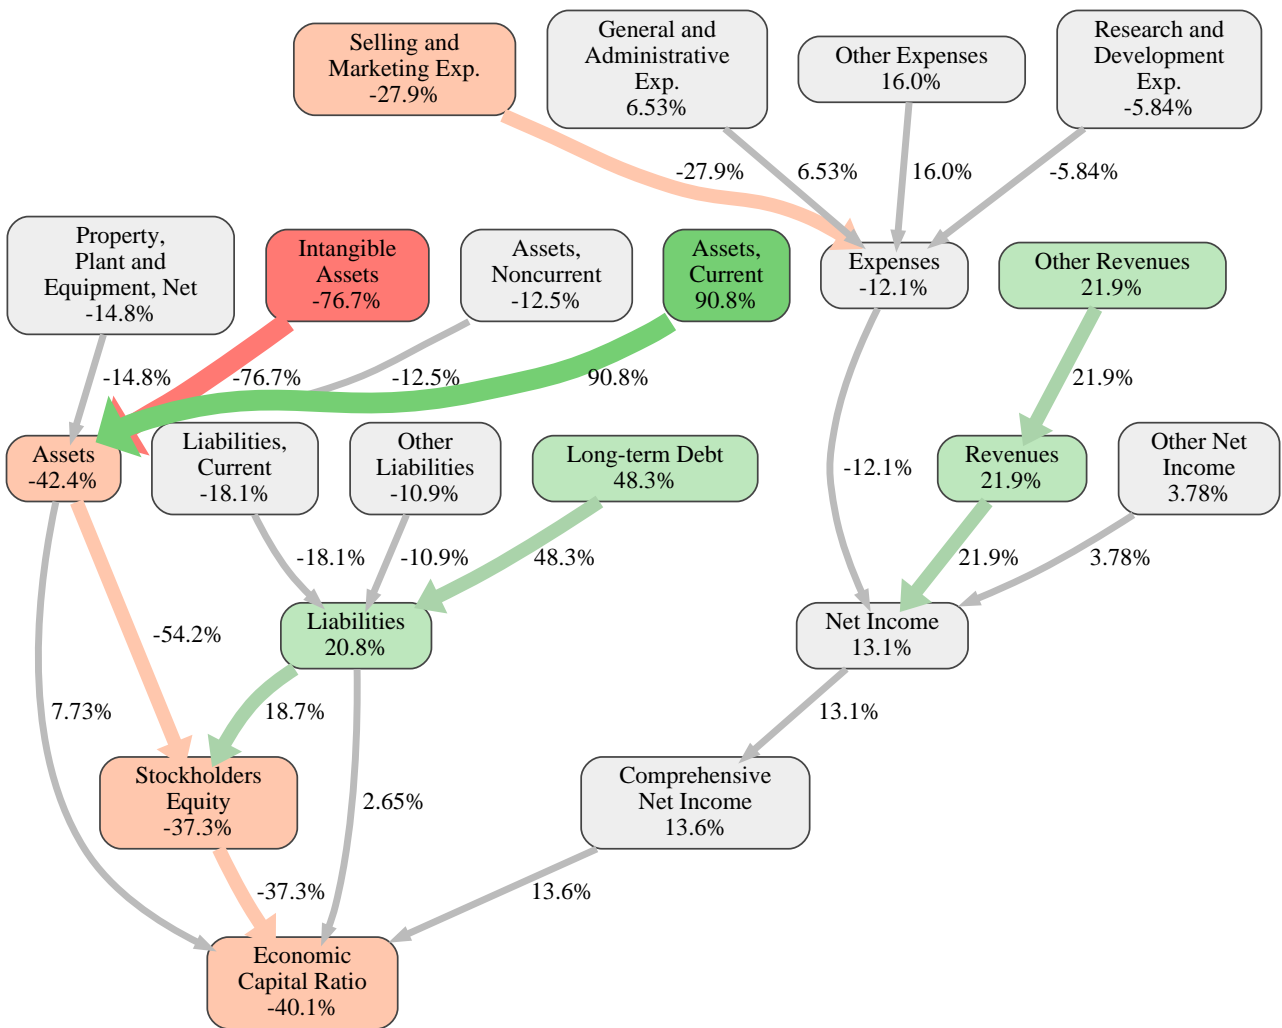 Selling and
Marketing Exp.
-27.9%
General and
Administrative
Exp.
6.53%
Other Expenses
16.0%
Research and
Development
Exp.
-5.84%
-27.9%
6.53%
16.0%
-5.84%
Property,
Plant and
Equipment, Net
-14.8%
Intangible
Assets
-76.7%
Assets,
Noncurrent
-12.5%
Assets,
Current
90.8%
Expenses
-12.1%
Other Revenues
21.9%
-14.8%
-76.7%
-12.5%
90.8%
21.9%
Assets
-42.4%
Liabilities,
Current
-18.1%
Other
Liabilities
-10.9%
Long-term Debt
48.3%
-12.1%
Revenues
21.9%
Other Net
Income
3.78%
-18.1%
-10.9%
48.3%
21.9%
3.78%
-54.2%
Liabilities
20.8%
Net Income
13.1%
7.73%
18.7%
13.1%
Stockholders
Equity
-37.3%
2.65%
Comprehensive
Net Income
13.6%
-37.3%
13.6%
Economic
Capital Ratio
-40.1%